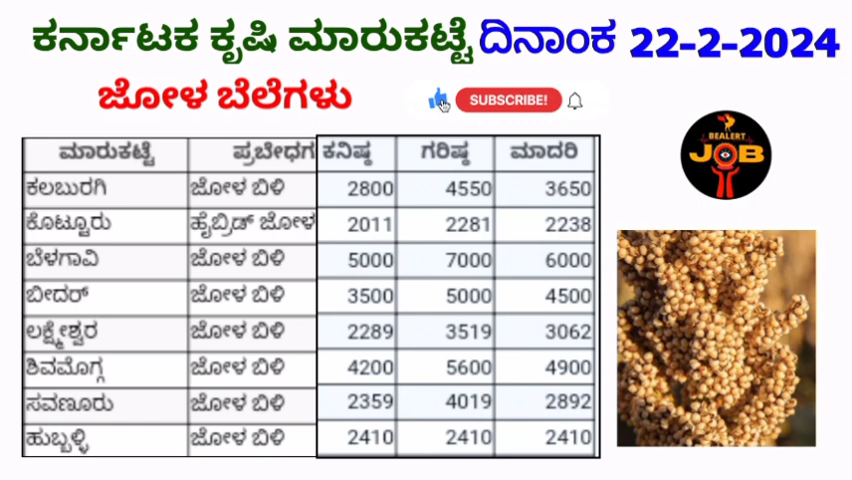 ಕರ್ನಾಟಕ ಕೃಷಿ ಮಾರುಕಟ್ಟೆ ದಿನಾಂಕ 22-2-2024
ಜೋಳ ಬೆಲೆಗಳು
SUBSCRIBE!
BEALERT
JOB
ಮಾರುಕಟ್ಟೆ ಪ್ರಬೇಧಗ ಕನಿಷ್ಠ ಗರಿಷ್ಠ ಮಾದರಿ
ಕಲಬುರಗಿ ಜೋಳ ಬಿಳಿ 2800 4550 3650
ಕೊಟ್ಟೂರು ಹೈಬ್ರಿಡ್ ಜೋಳ 2011 2281 2238
ಬೆಳಗಾವಿ ಜೋಳ ಬಿಳಿ 5000 7000 6000
ಬೀದರ್ ಜೋಳ ಬಿಳಿ 3500 5000 4500
ಲಕ್ಷ್ಮೇಶ್ವರ ಜೋಳ ಬಿಳಿ 2289 3519 3062
ಶಿವಮೊಗ್ಗ ಜೋಳ ಬಿಳಿ 4200 5600 4900
ಸವಣೂರು ಜೋಳ ಬಿಳಿ 2359 4019 2892
ಹುಬ್ಬಳ್ಳಿ ಜೋಳ ಬಿಳಿ 2410 2410 2410